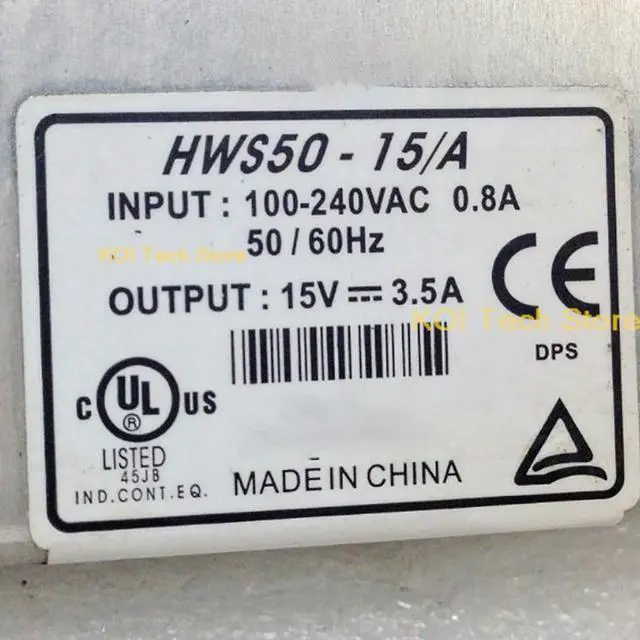 HWS50 - 15/A
INPUT : 100-240VAC 0.8A
50 / 60Hz
KOI Tech Store
OUTPUT : 15V ⎓ 3.5A
CE
KOI Tech Store
DPS
C UL US
®
LISTED
45JB
IND.CONT.EQ.
MADE IN CHINA